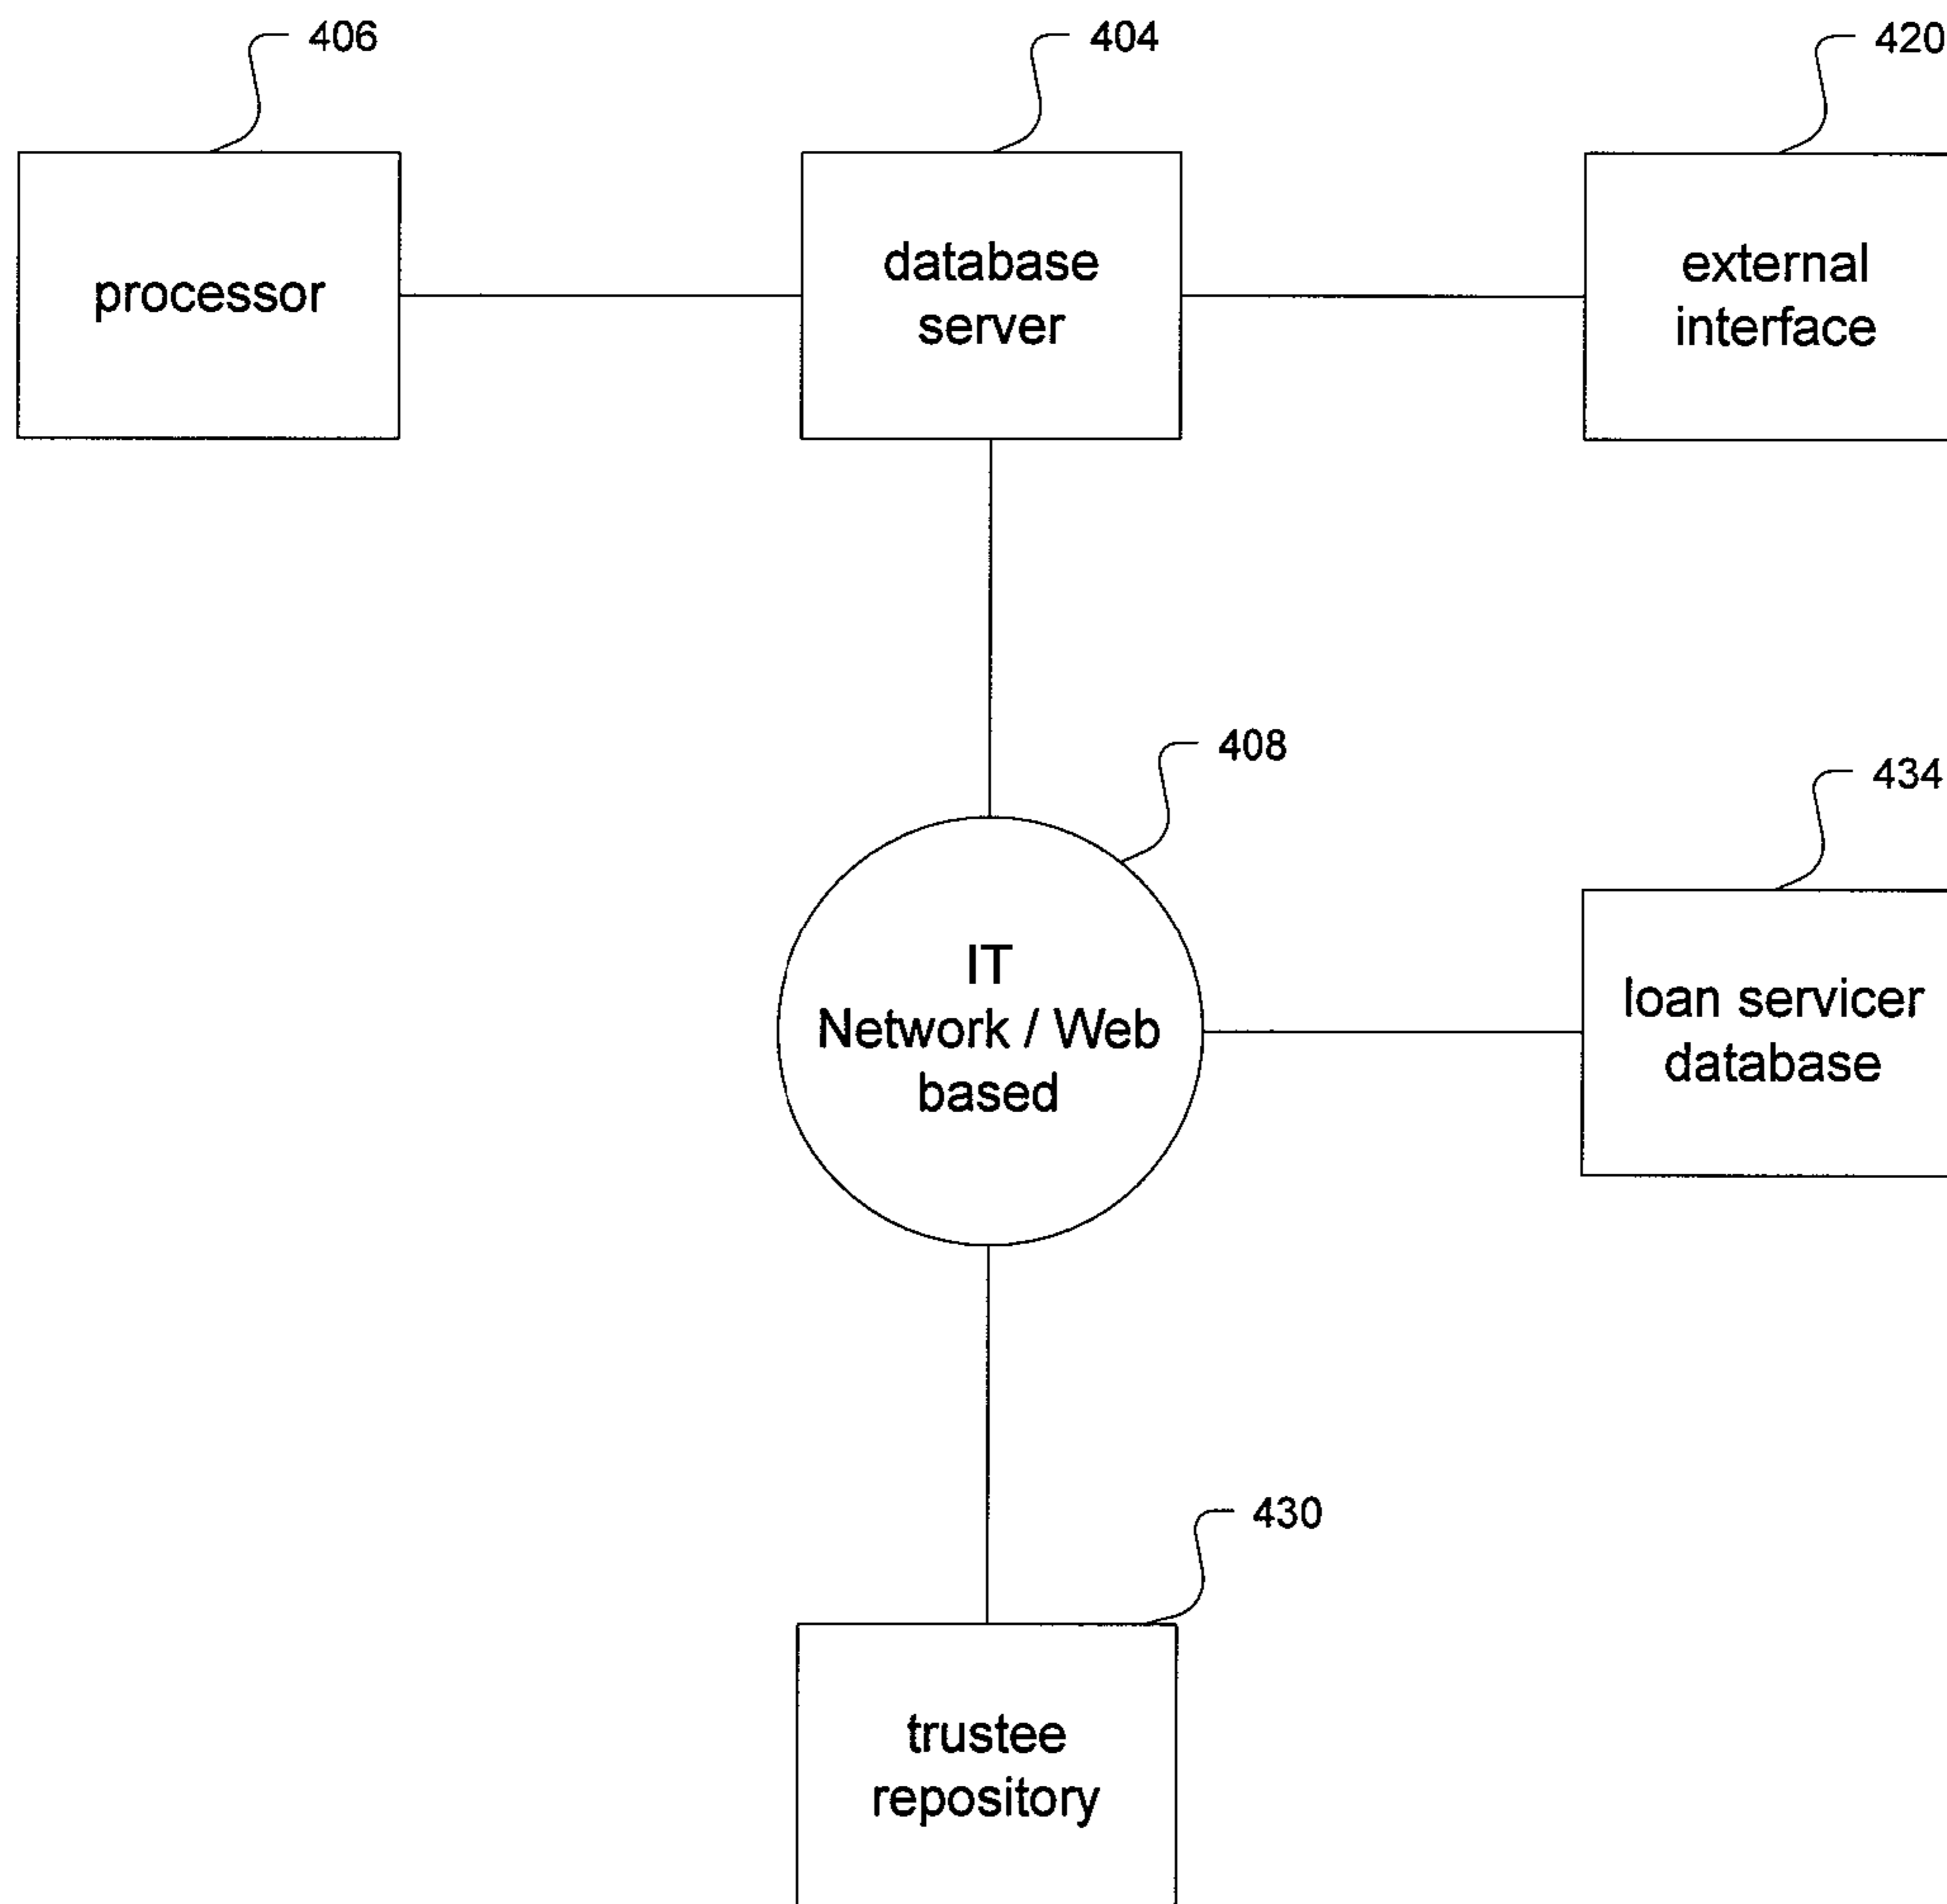 406
404
420
processor
database
server
external
interface
408
434
IT
Network / Web
based
loan servicer
database
430
trustee
repository